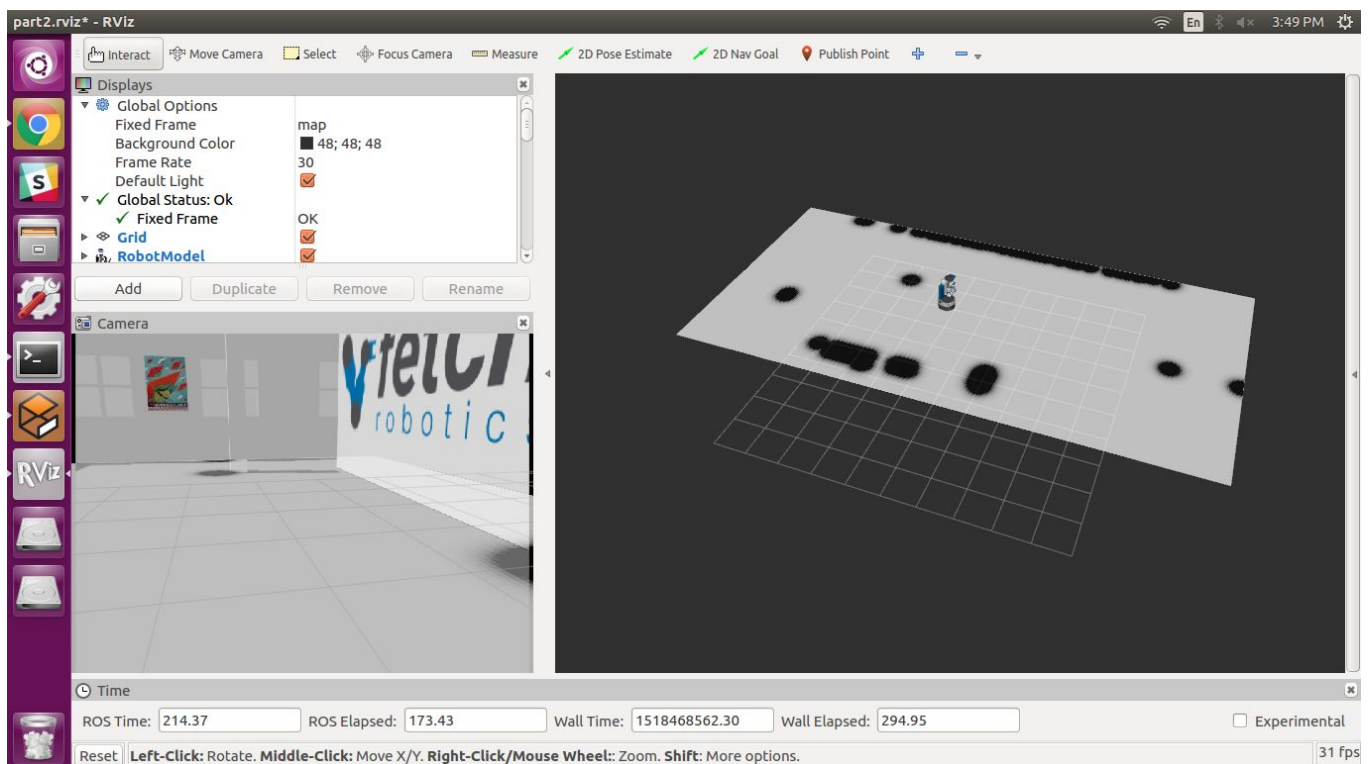 part2.rviz* - RViz
En
3:49 PM
Interact Move Camera Select Focus Camera Measure 2D Pose Estimate 2D Nav Goal Publish Point
Displays
Global Options
Fixed Frame map
Background Color 48; 48; 48
Frame Rate 30
Default Light
Global Status: Ok
Fixed Frame OK
Grid
RobotModel
Add Duplicate Remove Rename
Camera
fetch
robotic
S
>_
RViz
Time
ROS Time: 214.37 ROS Elapsed: 173.43 Wall Time: 1518468562.30 Wall Elapsed: 294.95 Experimental
Reset Left-Click: Rotate. Middle-Click: Move X/Y. Right-Click/Mouse Wheel:: Zoom. Shift: More options. 31 fps